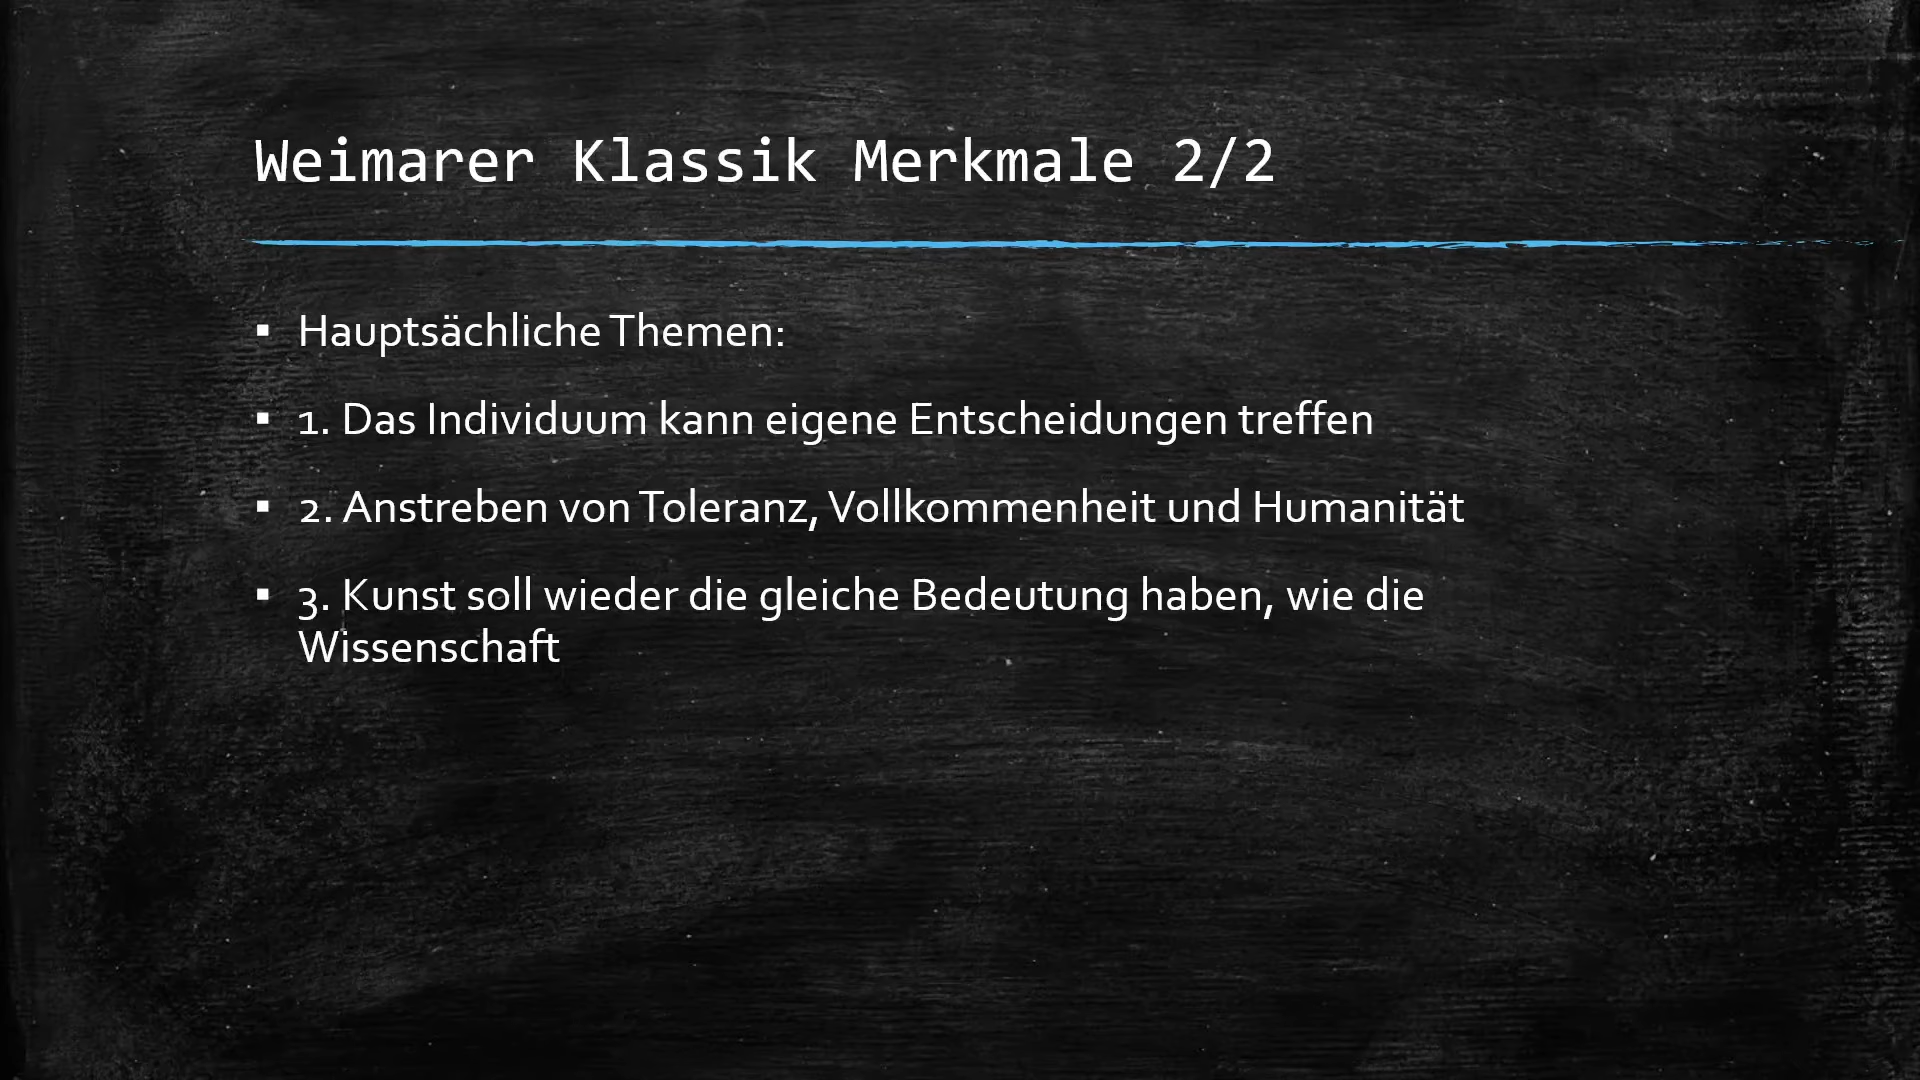 Weimarer Klassik Merkmale 2/2
▪ Hauptsächliche Themen:
▪ 1. Das Individuum kann eigene Entscheidungen treffen
▪ 2. Anstreben von Toleranz, Vollkommenheit und Humanität
▪ 3. Kunst soll wieder die gleiche Bedeutung haben, wie die
Wissenschaft